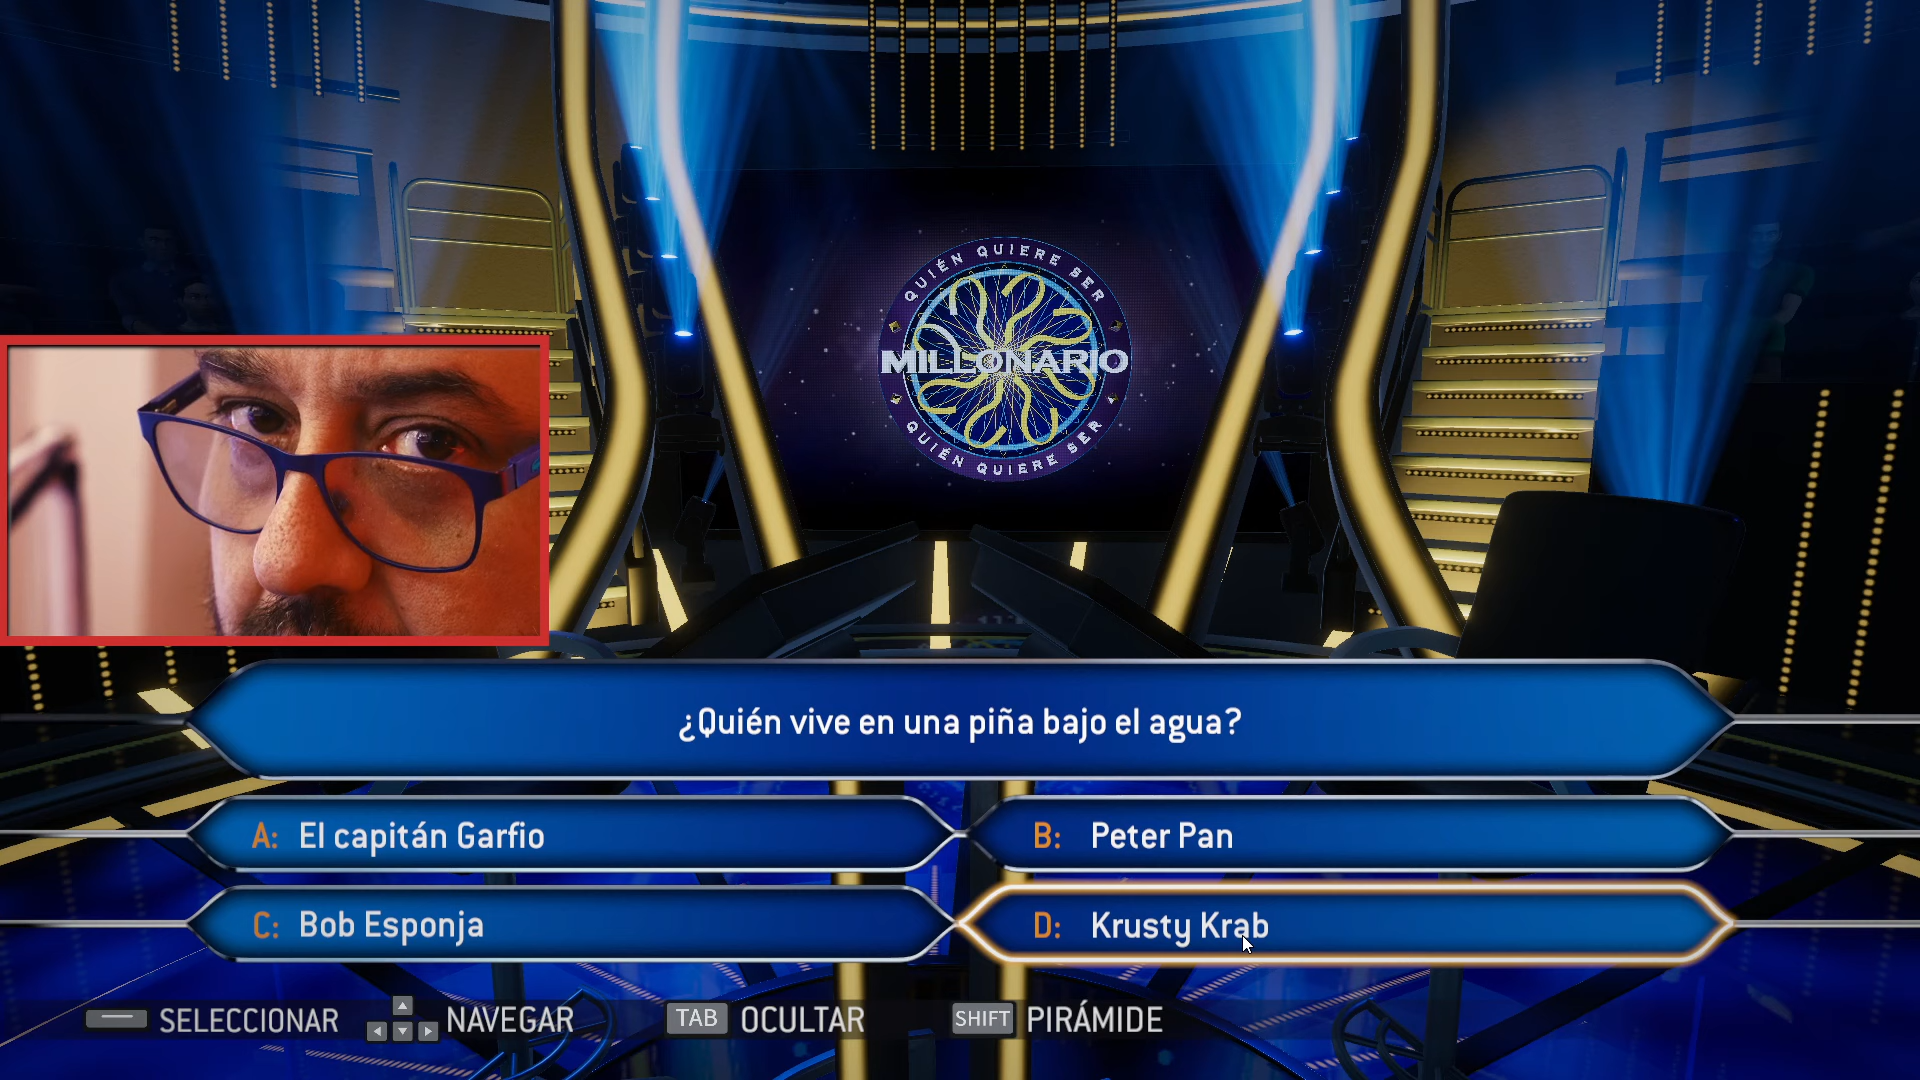 QUIÉN QUIERE SER
MILLONARIO
QUIÉN QUIERE SER
¿Quién vive en una piña bajo el agua?
A: El capitán Garfio
B: Peter Pan
C: Bob Esponja
D: Krusty Krab
SELECCIONAR
NAVEGAR
TAB OCULTAR
SHIFT PIRÁMIDE